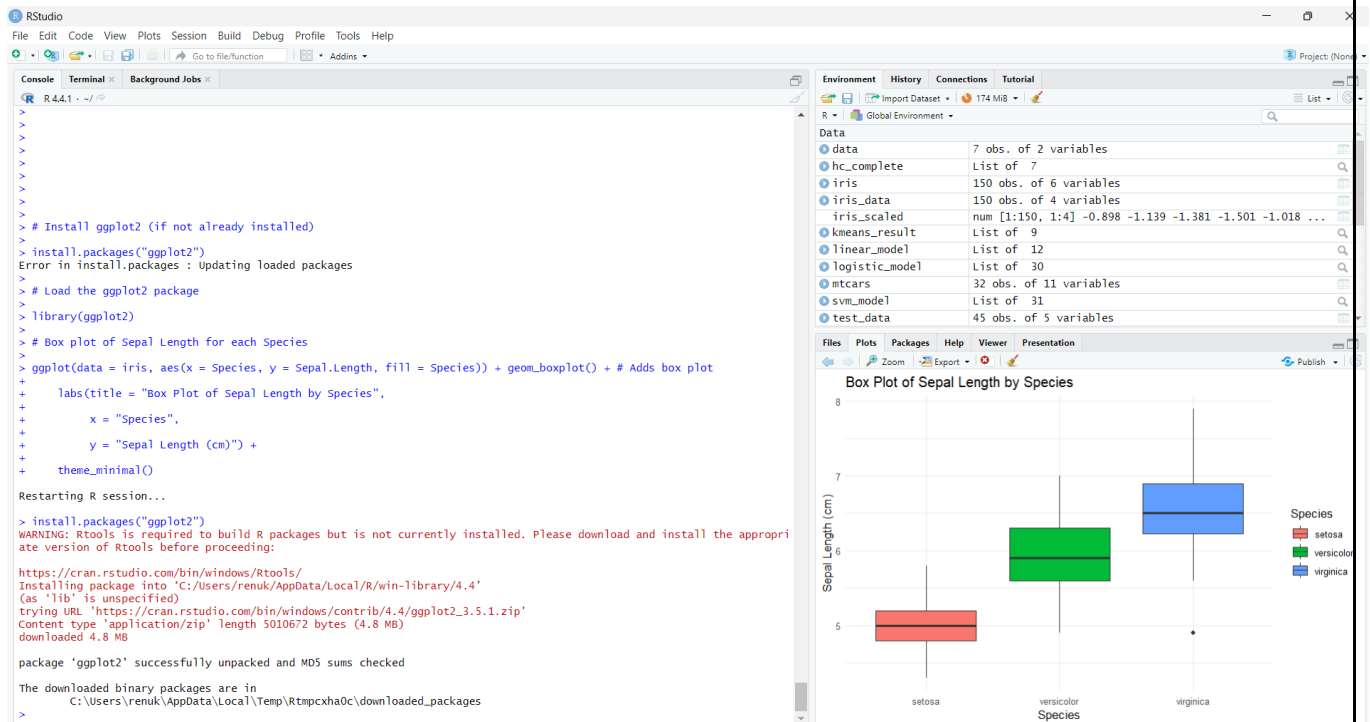 RStudio
File Edit Code View Plots Session Build Debug Profile Tools Help
Go to file/function Addins Project: (None)
Console Terminal Background Jobs
R 4.4.1 · ~/
>
>
>
>
>
>
>
>
>
> # Install ggplot2 (if not already installed)
>
> install.packages("ggplot2")
Error in install.packages : Updating loaded packages
>
> # Load the ggplot2 package
>
> library(ggplot2)
>
> # Box plot of Sepal Length for each Species
>
> ggplot(data = iris, aes(x = Species, y = Sepal.Length, fill = Species)) + geom_boxplot() + # Adds box plot
+
+ labs(title = "Box Plot of Sepal Length by Species",
+
+ x = "Species",
+
+ y = "Sepal Length (cm)") +
+
+ theme_minimal()
Restarting R session...
> install.packages("ggplot2")
WARNING: Rtools is required to build R packages but is not currently installed. Please download and install the appropri
ate version of Rtools before proceeding:
https://cran.rstudio.com/bin/windows/Rtools/
Installing package into ‘C:/Users/renuk/AppData/Local/R/win-library/4.4’
(as ‘lib’ is unspecified)
trying URL 'https://cran.rstudio.com/bin/windows/contrib/4.4/ggplot2_3.5.1.zip'
Content type 'application/zip' length 5010672 bytes (4.8 MB)
downloaded 4.8 MB
package ‘ggplot2’ successfully unpacked and MD5 sums checked
The downloaded binary packages are in
C:\Users\renuk\AppData\Local\Temp\Rtmpcxha0c\downloaded_packages
>
Environment History Connections Tutorial
Import Dataset 174 MiB List
R Global Environment
Data
data 7 obs. of 2 variables
hc_complete List of 7
iris 150 obs. of 6 variables
iris_data 150 obs. of 4 variables
iris_scaled num [1:150, 1:4] -0.898 -1.139 -1.381 -1.501 -1.018 ...
kmeans_result List of 9
linear_model List of 12
logistic_model List of 30
mtcars 32 obs. of 11 variables
svm_model List of 31
test_data 45 obs. of 5 variables
Files Plots Packages Help Viewer Presentation
Zoom Export Publish
Box Plot of Sepal Length by Species
8
7
6
5
Sepal Length (cm)
setosa versicolor virginica
Species
Species
setosa
versicolor
virginica